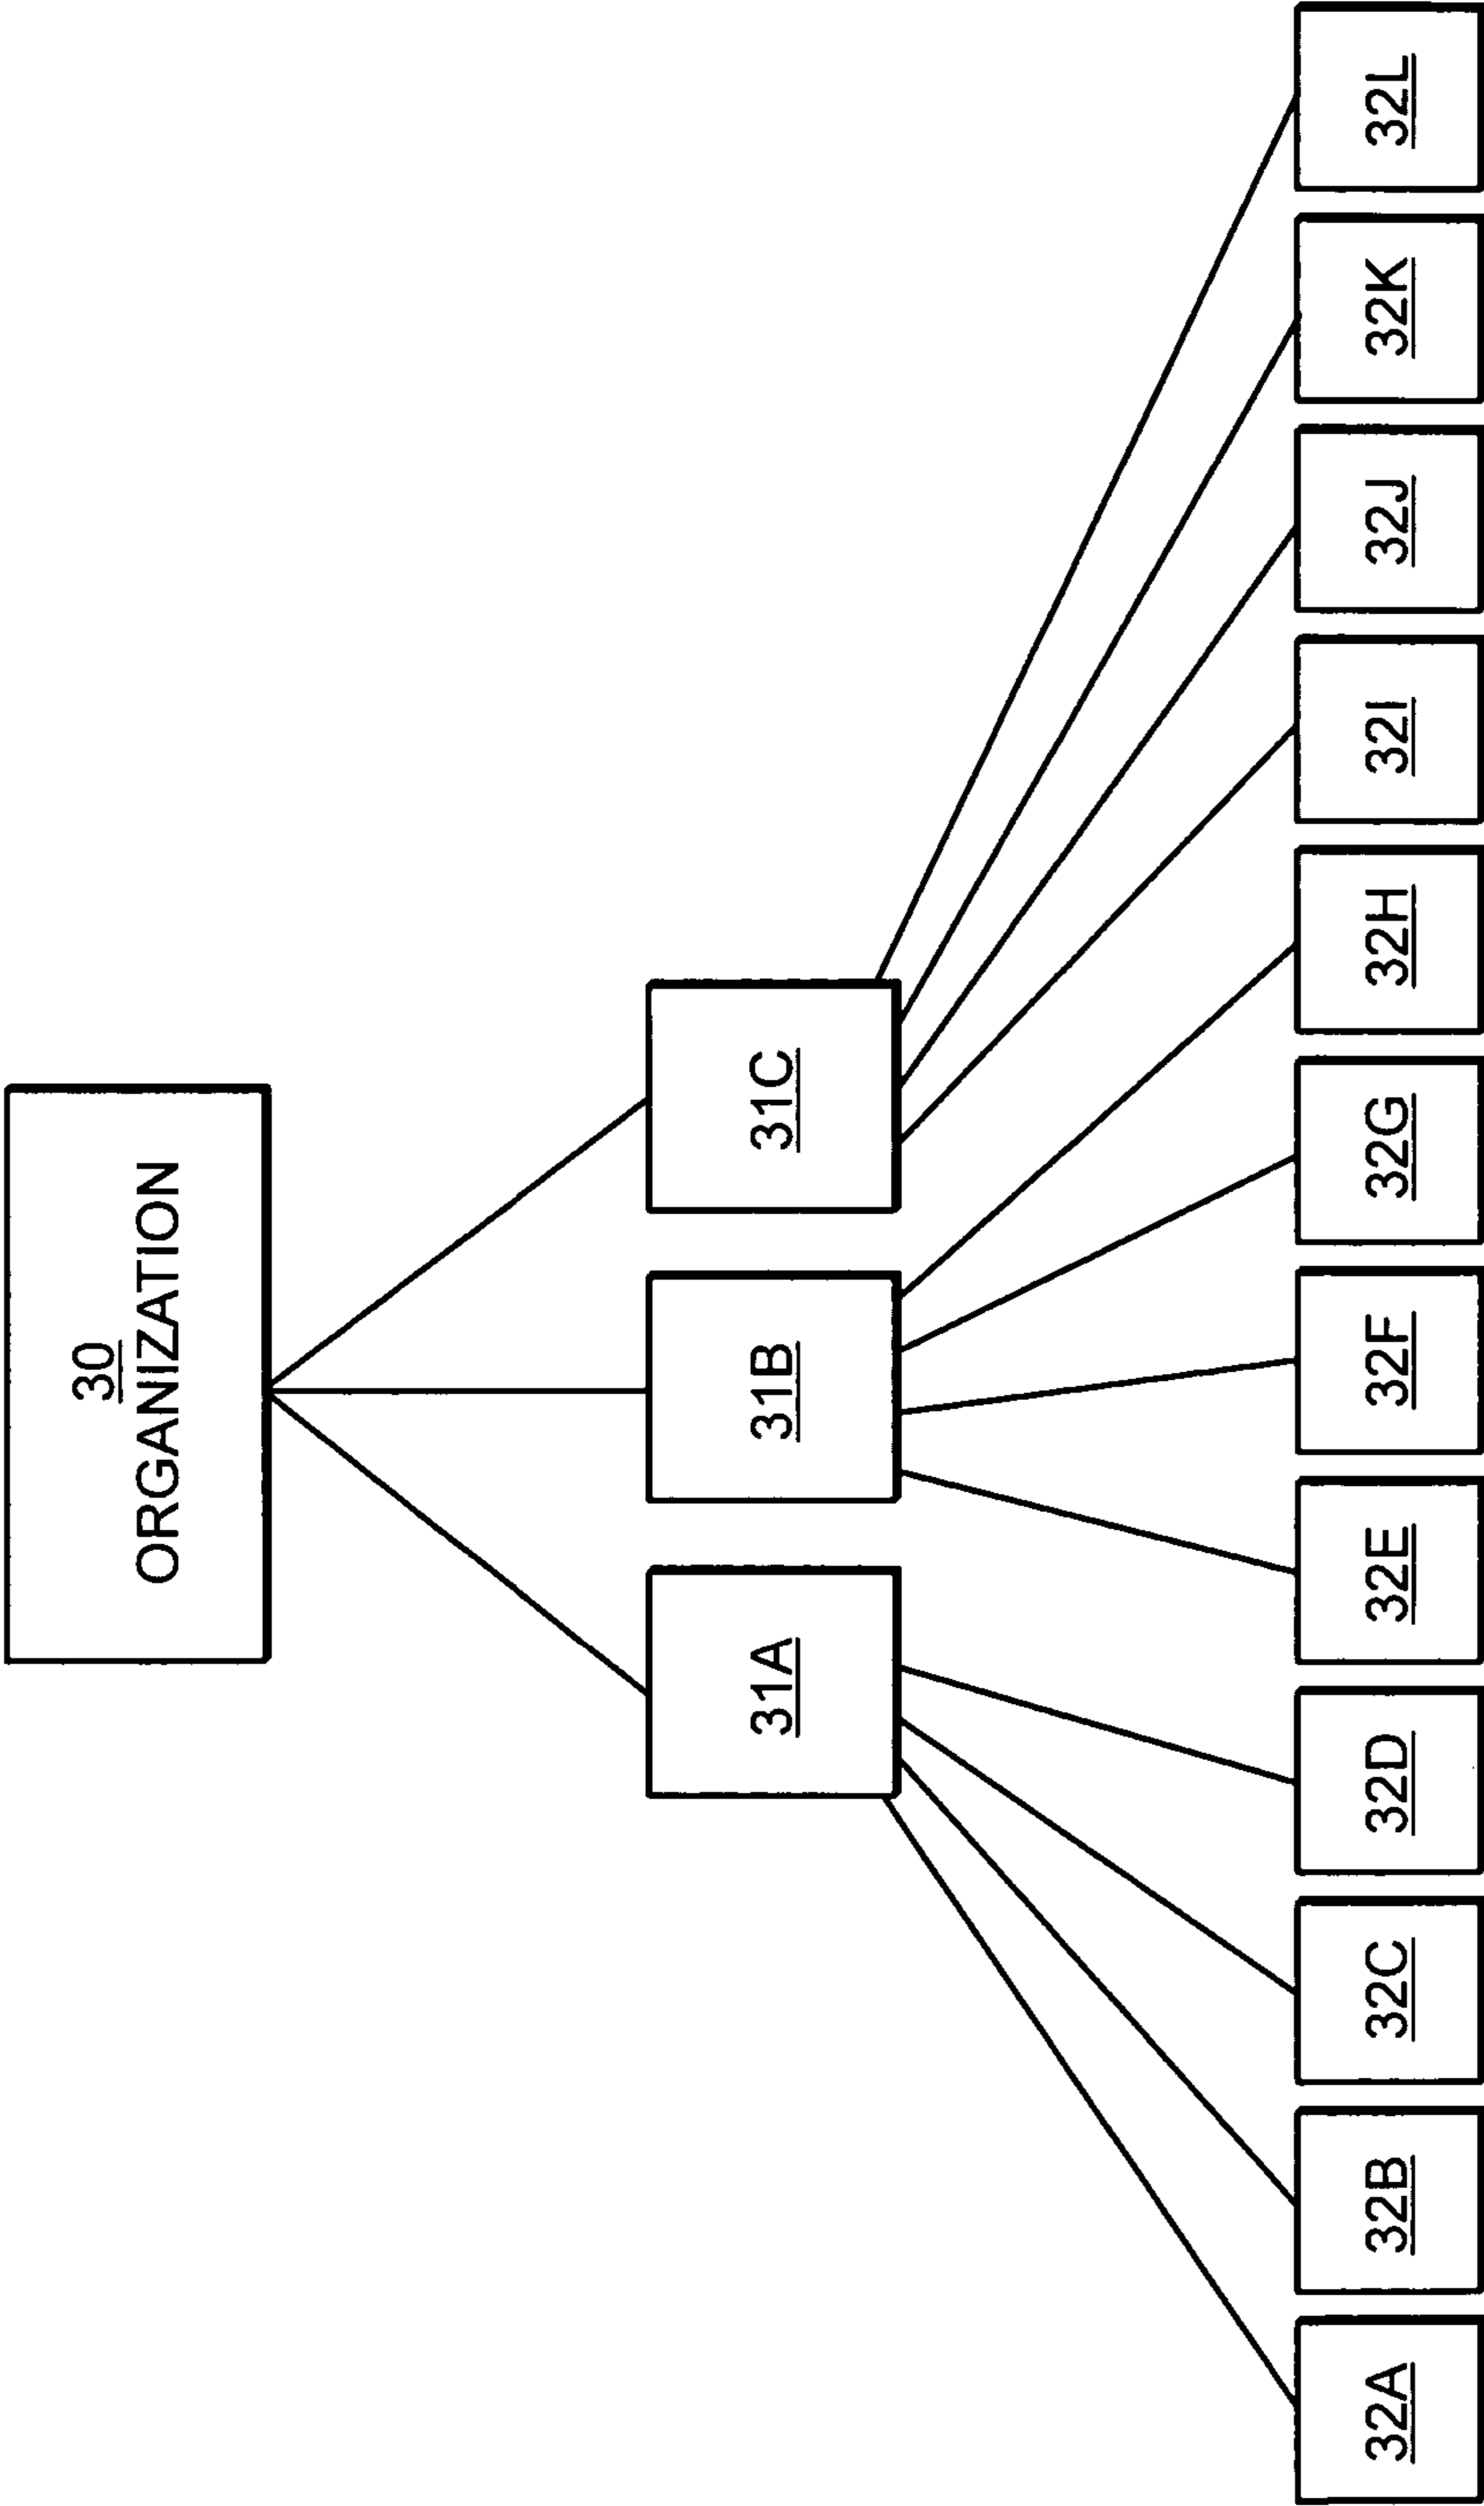 30
ORGANIZATION
31A
31B
31C
32A
32B
32C
32D
32E
32F
32G
32H
32I
32J
32K
32L